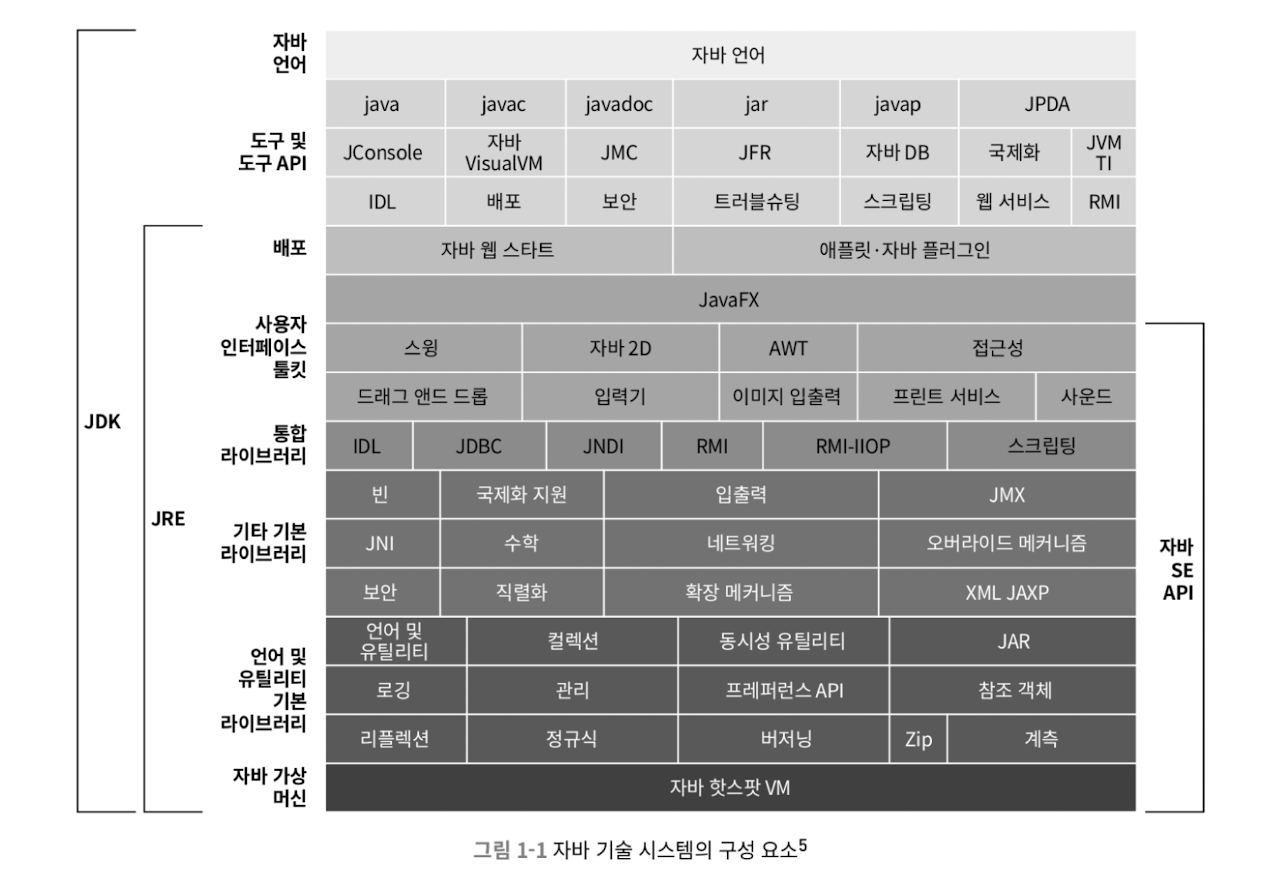 자바
언어
자바 언어
도구 및
도구 API
java javac javadoc jar javap JPDA
JConsole 자바 VisualVM JMC JFR 자바 DB 국제화 JVM TI
IDL 배포 보안 트러블슈팅 스크립팅 웹 서비스 RMI
배포
자바 웹 스타트 애플릿·자바 플러그인
사용자
인터페이스
툴킷
JavaFX
스윙 자바 2D AWT 접근성
드래그 앤드 드롭 입력기 이미지 입출력 프린트 서비스 사운드
통합
라이브러리
IDL JDBC JNDI RMI RMI-IIOP 스크립팅
기타 기본
라이브러리
빈 국제화 지원 입출력 JMX
JNI 수학 네트워킹 오버라이드 메커니즘
보안 직렬화 확장 메커니즘 XML JAXP
언어 및
유틸리티
기본
라이브러리
언어 및 유틸리티 컬렉션 동시성 유틸리티 JAR
로깅 관리 프레퍼런스 API 참조 객체
리플렉션 정규식 버저닝 Zip 계측
자바 가상
머신
자바 핫스팟 VM
JDK
JRE
자바
SE
API
그림 1-1 자바 기술 시스템의 구성 요소5